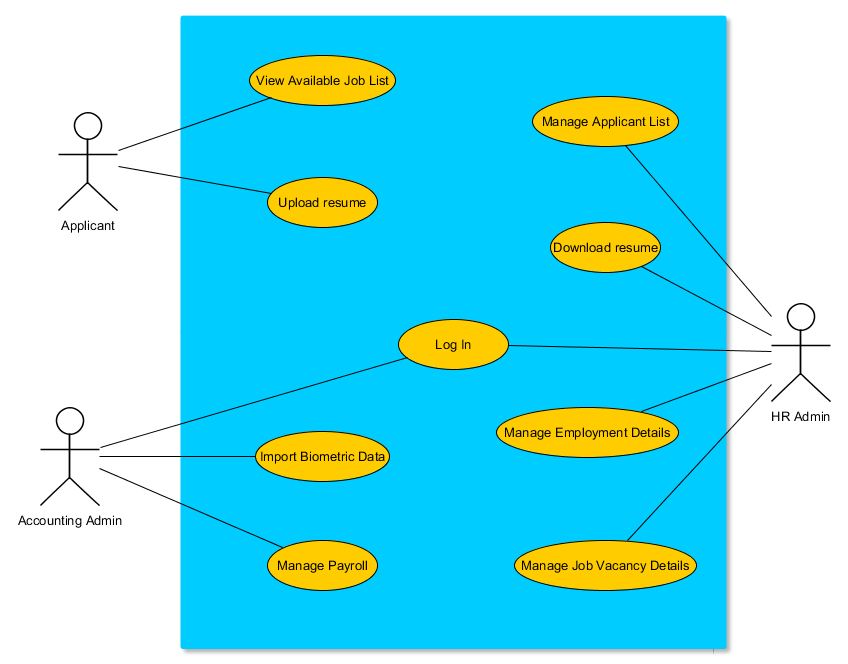 View Available Job List
Manage Applicant List
Upload resume
Applicant
Download resume
Log In
HR Admin
Manage Employment Details
Import Biometric Data
Accounting Admin
Manage Payroll
Manage Job Vacancy Details